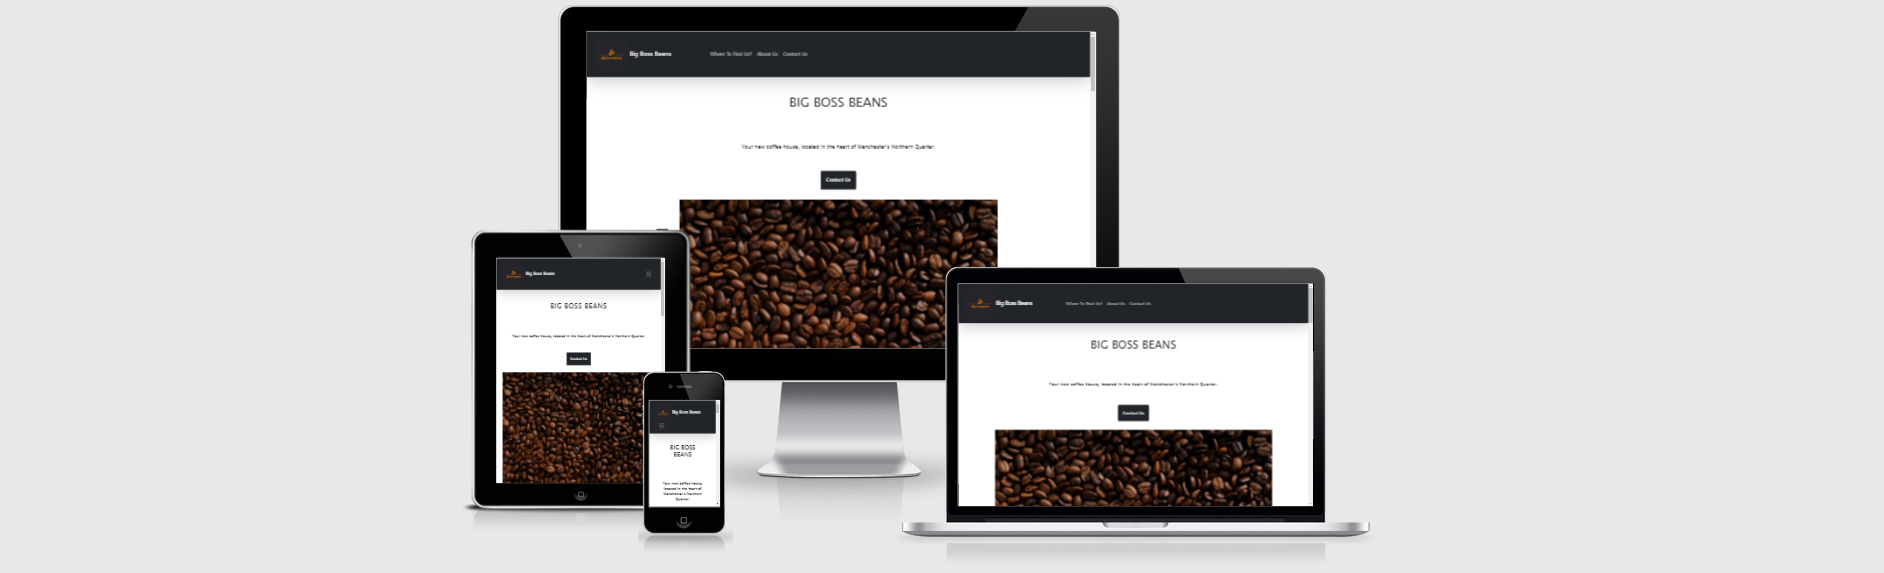 Big Boss Beans
Where To Find Us? About Us Contact Us
BIG BOSS BEANS
Your new coffee house, located in the heart of Manchester's Northern Quarter.
Contact Us
Big Boss Beans
BIG BOSS BEANS
Your new coffee house, located in the heart of Manchester's Northern Quarter.
Contact Us
Big Boss Beans
BIG BOSS
BEANS
Your new coffee house,
located in the heart of
Manchester's Northern
Quarter.
Big Boss Beans
Where To Find Us? About Us Contact Us
BIG BOSS BEANS
Your new coffee house, located in the heart of Manchester's Northern Quarter.
Contact Us